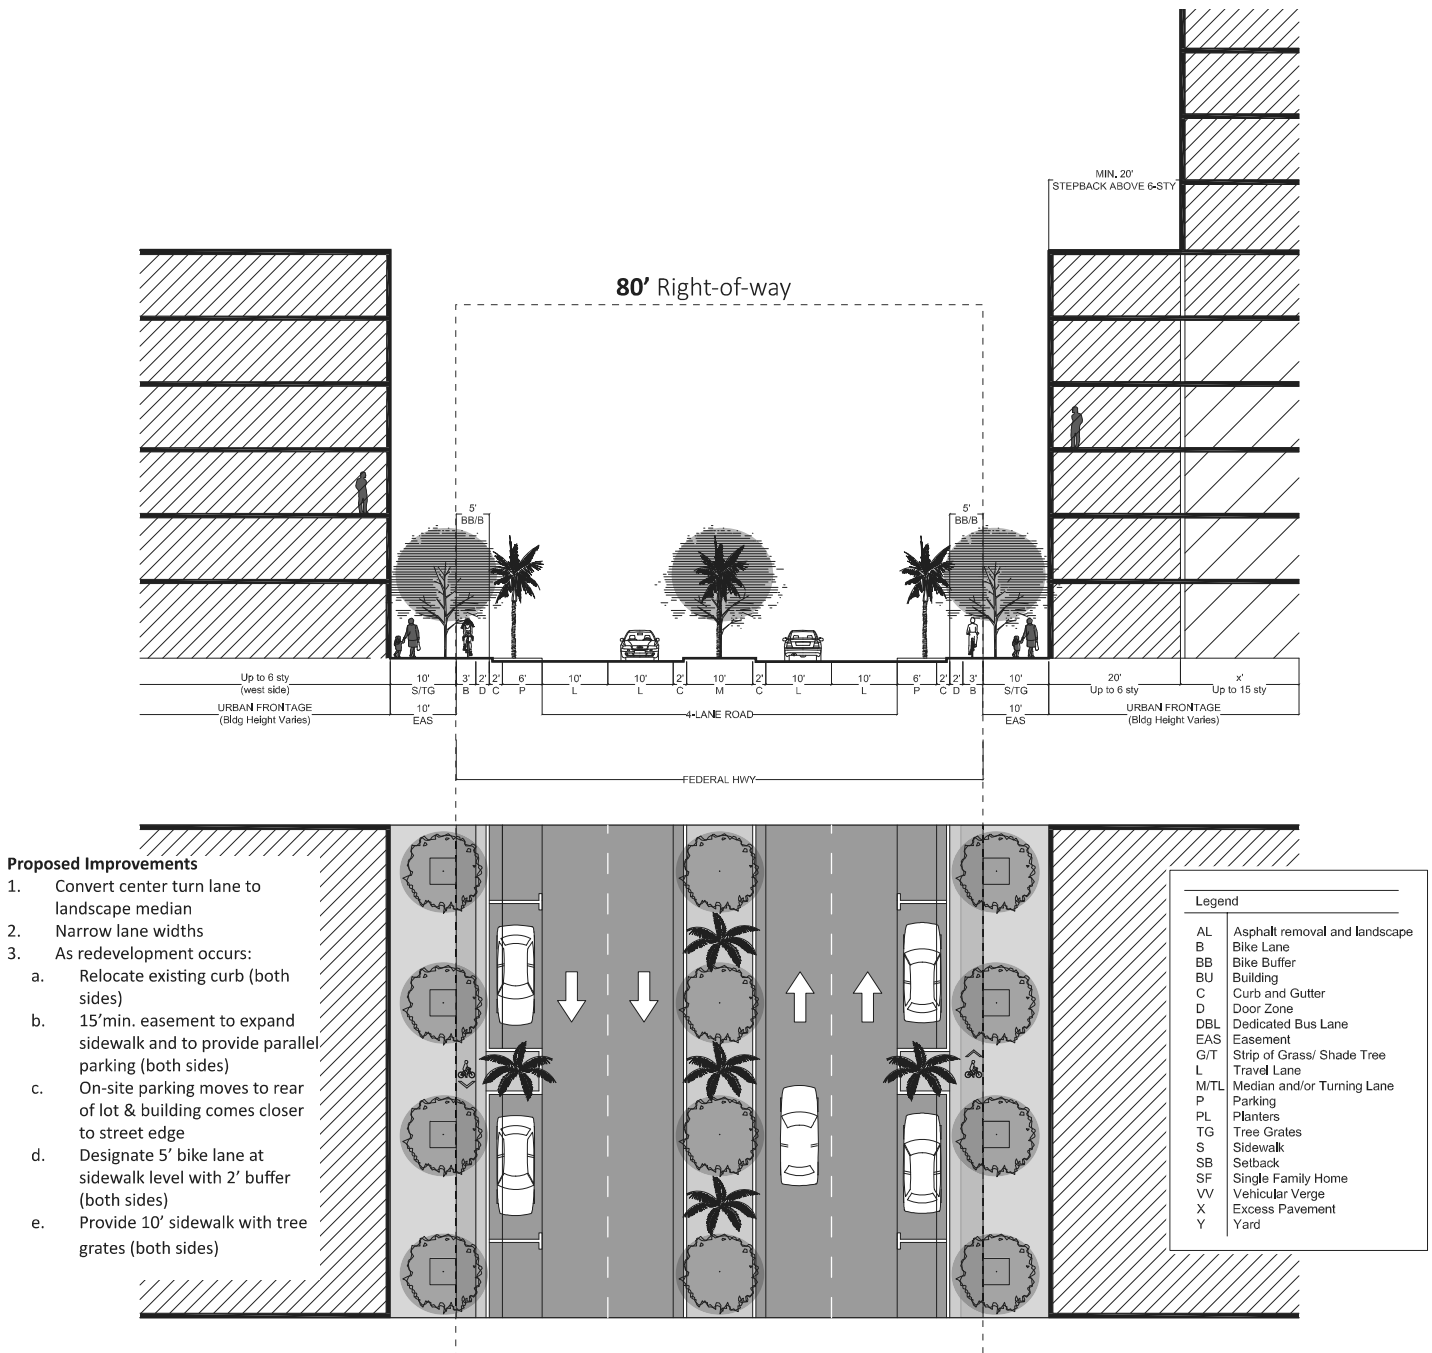 MIN. 20'
STEPBACK ABOVE 6-STY
80’ Right-of-way
5'
BB/B
5'
BB/B
Up to 6 sty
(west side)
10'
S/TG
3'
B
2'
D
2'
C
6'
P
10'
L
10'
L
2'
C
10'
M
2'
C
10'
L
10'
L
6'
P
2'
C
2'
D
3'
B
10'
S/TG
20'
Up to 6 sty
x'
Up to 15 sty
URBAN FRONTAGE
(Bldg Height Varies)
10'
EAS
4-LANE ROAD
10'
EAS
URBAN FRONTAGE
(Bldg Height Varies)
FEDERAL HWY
Proposed Improvements
1. Convert center turn lane to
landscape median
2. Narrow lane widths
3. As redevelopment occurs:
a. Relocate existing curb (both
sides)
b. 15’min. easement to expand
sidewalk and to provide parallel
parking (both sides)
c. On-site parking moves to rear
of lot & building comes closer
to street edge
d. Designate 5’ bike lane at
sidewalk level with 2’ buffer
(both sides)
e. Provide 10’ sidewalk with tree
grates (both sides)
Legend
AL Asphalt removal and landscape
B Bike Lane
BB Bike Buffer
BU Building
C Curb and Gutter
D Door Zone
DBL Dedicated Bus Lane
EAS Easement
G/T Strip of Grass/ Shade Tree
L Travel Lane
M/TL Median and/or Turning Lane
P Parking
PL Planters
TG Tree Grates
S Sidewalk
SB Setback
SF Single Family Home
VV Vehicular Verge
X Excess Pavement
Y Yard